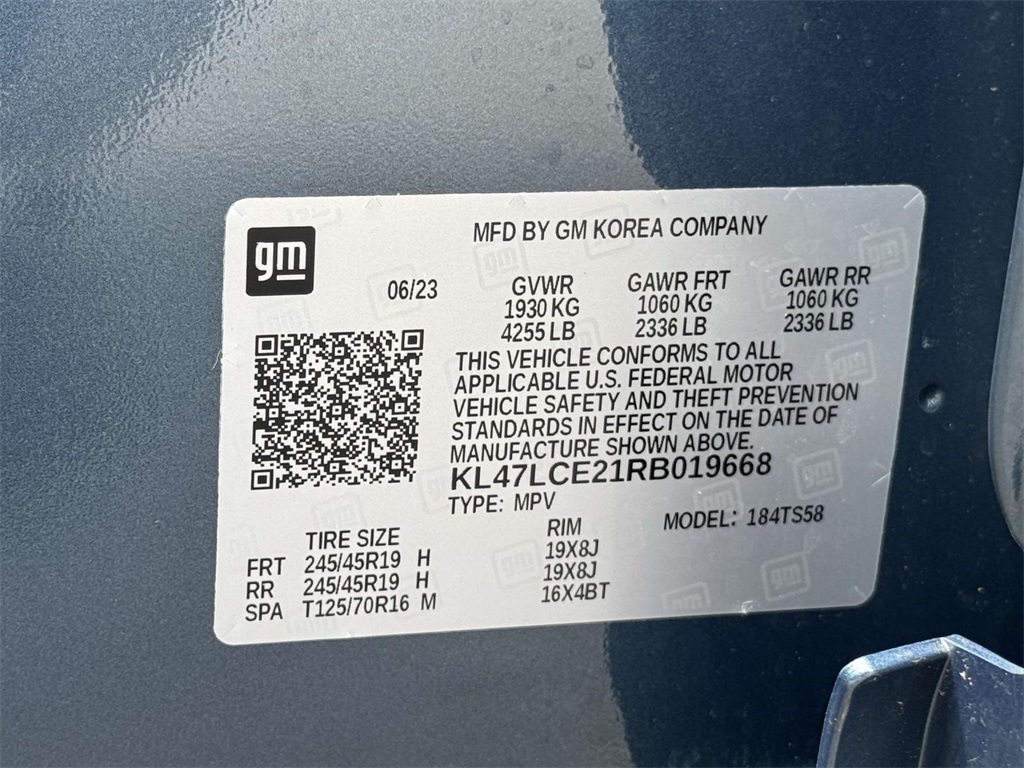 gm
MFD BY GM KOREA COMPANY
06/23
GVWR GAWR FRT GAWR RR
1930 KG 1060 KG 1060 KG
4255 LB 2336 LB 2336 LB
THIS VEHICLE CONFORMS TO ALL
APPLICABLE U.S. FEDERAL MOTOR
VEHICLE SAFETY AND THEFT PREVENTION
STANDARDS IN EFFECT ON THE DATE OF
MANUFACTURE SHOWN ABOVE.
KL47LCE21RB019668
TYPE: MPV MODEL: 184TS58
TIRE SIZE RIM
FRT 245/45R19 H 19X8J
RR 245/45R19 H 19X8J
SPA T125/70R16 M 16X4BT